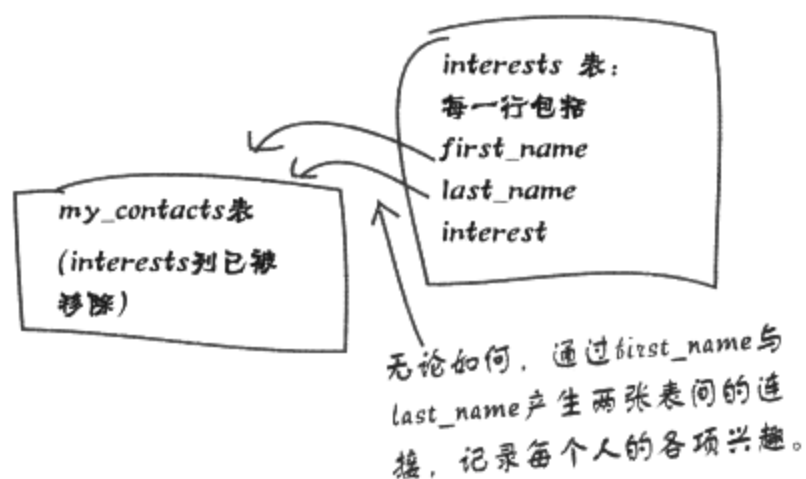 interests 表：
每一行包括
first_name
last_name
interest
my_contacts表
(interests列已被
移除)
无论如何，通过first_name与
last_name产生两张表间的连
接，记录每个人的各项兴趣。